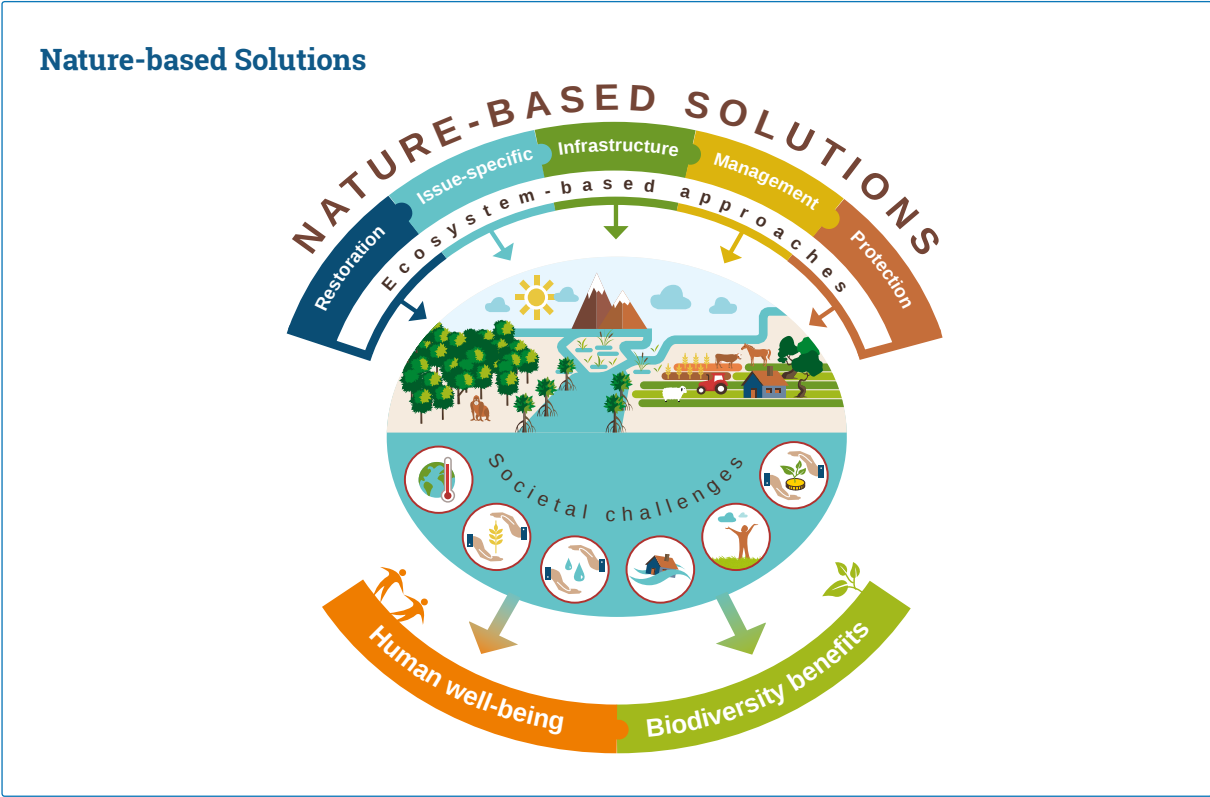 Nature-based Solutions
NATURE-BASED SOLUTIONS
Restoration
Issue-specific
Infrastructure
Management
Protection
Ecosystem-based approaches
Societal challenges
Human well-being
Biodiversity benefits